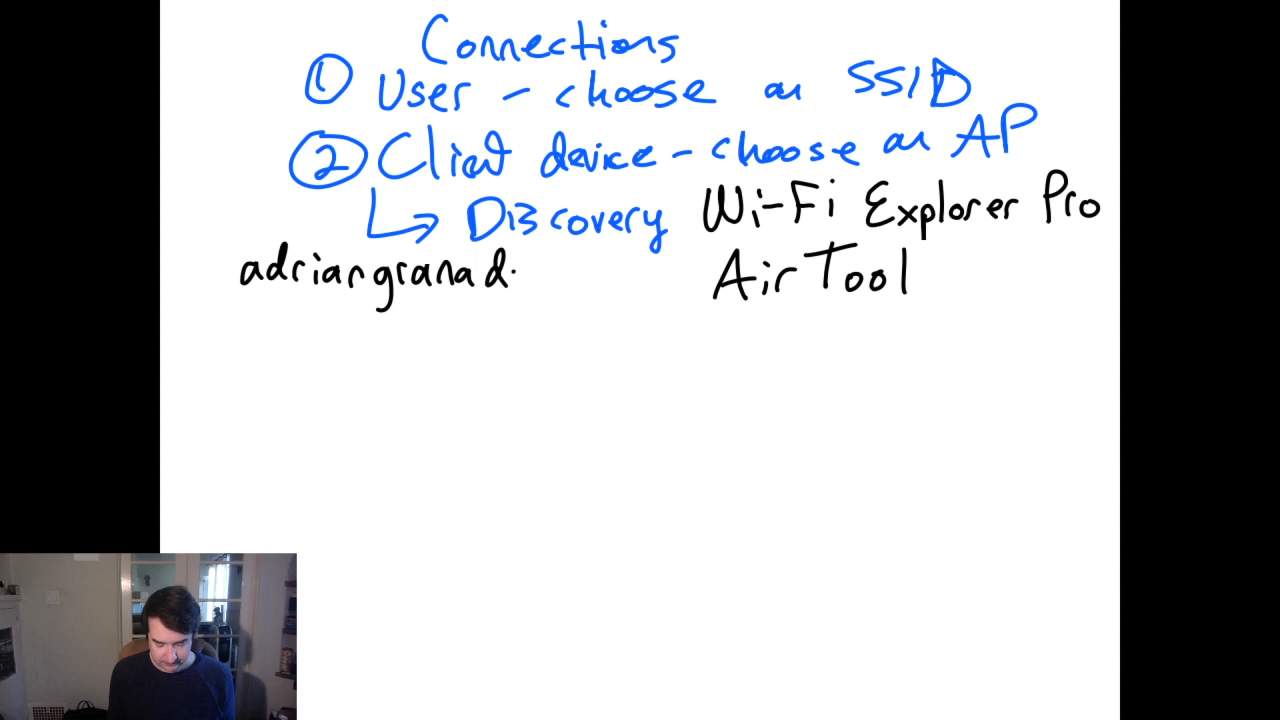 Connections
① User - choose an SSID
② Client device - choose an AP
↳ Discovery Wi-Fi Explorer Pro
adriangranad AirTool